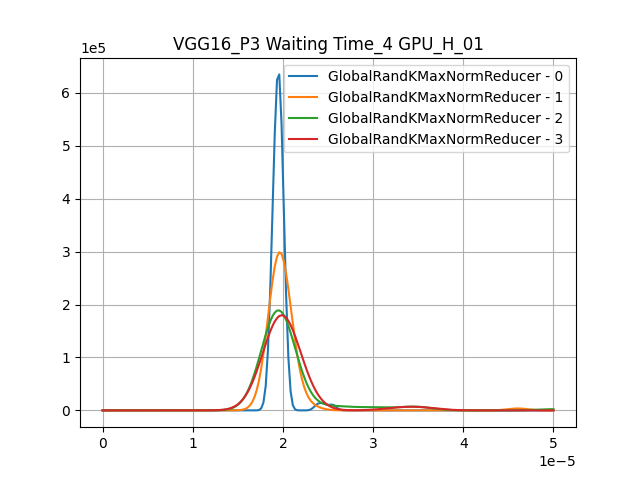 VGG16_P3 Waiting Time_4 GPU_H_01
1e5
GlobalRandKMaxNormReducer - 0
GlobalRandKMaxNormReducer - 1
GlobalRandKMaxNormReducer - 2
GlobalRandKMaxNormReducer - 3
6
5
4
3
2
1
0
0 1 2 3 4 5
1e−5